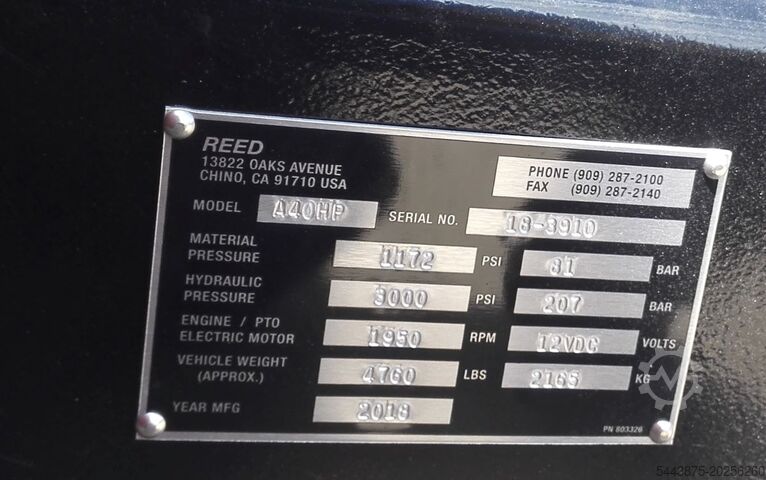 REED
13822 OAKS AVENUE
CHINO, CA 91710 USA
PHONE (909) 287-2100
FAX (909) 287-2140
MODEL A40HP SERIAL NO. 18-3910
MATERIAL
PRESSURE 1172 PSI 81 BAR
HYDRAULIC
PRESSURE 3000 PSI 207 BAR
ENGINE / PTO
ELECTRIC MOTOR 1950 RPM 12VDC VOLTS
VEHICLE WEIGHT
(APPROX.) 4760 LBS 2165 KG
YEAR MFG 2018
PN 803326
5443875-20256260